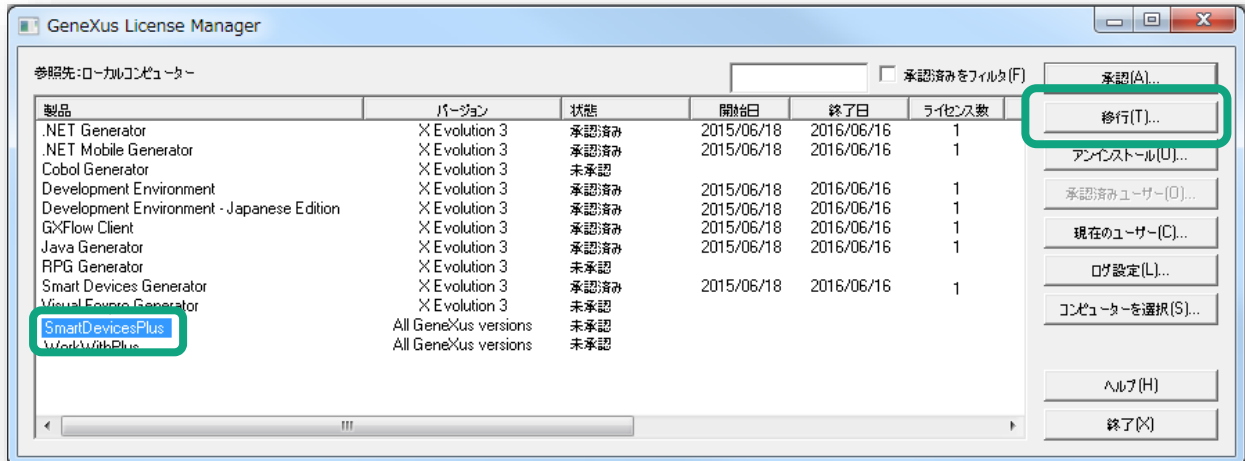 GeneXus License Manager
参照先:ローカルコンピューター
承認済みをフィルタ(F)
承認(A)...
製品 バージョン 状態 開始日 終了日 ライセンス数
移行(T)...
.NET Generator X Evolution 3 承認済み 2015/06/18 2016/06/16 1
.NET Mobile Generator X Evolution 3 承認済み 2015/06/18 2016/06/16 1
アンインストール(U)...
Cobol Generator X Evolution 3 未承認
Development Environment X Evolution 3 承認済み 2015/06/18 2016/06/16 1
承認済みユーザー(O)...
Development Environment - Japanese Edition X Evolution 3 承認済み 2015/06/18 2016/06/16 1
GXFlow Client X Evolution 3 承認済み 2015/06/18 2016/06/16 1
現在のユーザー(C)...
Java Generator X Evolution 3 承認済み 2015/06/18 2016/06/16 1
RPG Generator X Evolution 3 未承認
ログ設定(L)...
Smart Devices Generator X Evolution 3 承認済み 2015/06/18 2016/06/16 1
Visual Foxpro Generator X Evolution 3 未承認
コンピューターを選択(S)...
SmartDevicesPlus All GeneXus versions 未承認
WorkWithPlus All GeneXus versions 未承認
ヘルプ(H)
終了(X)